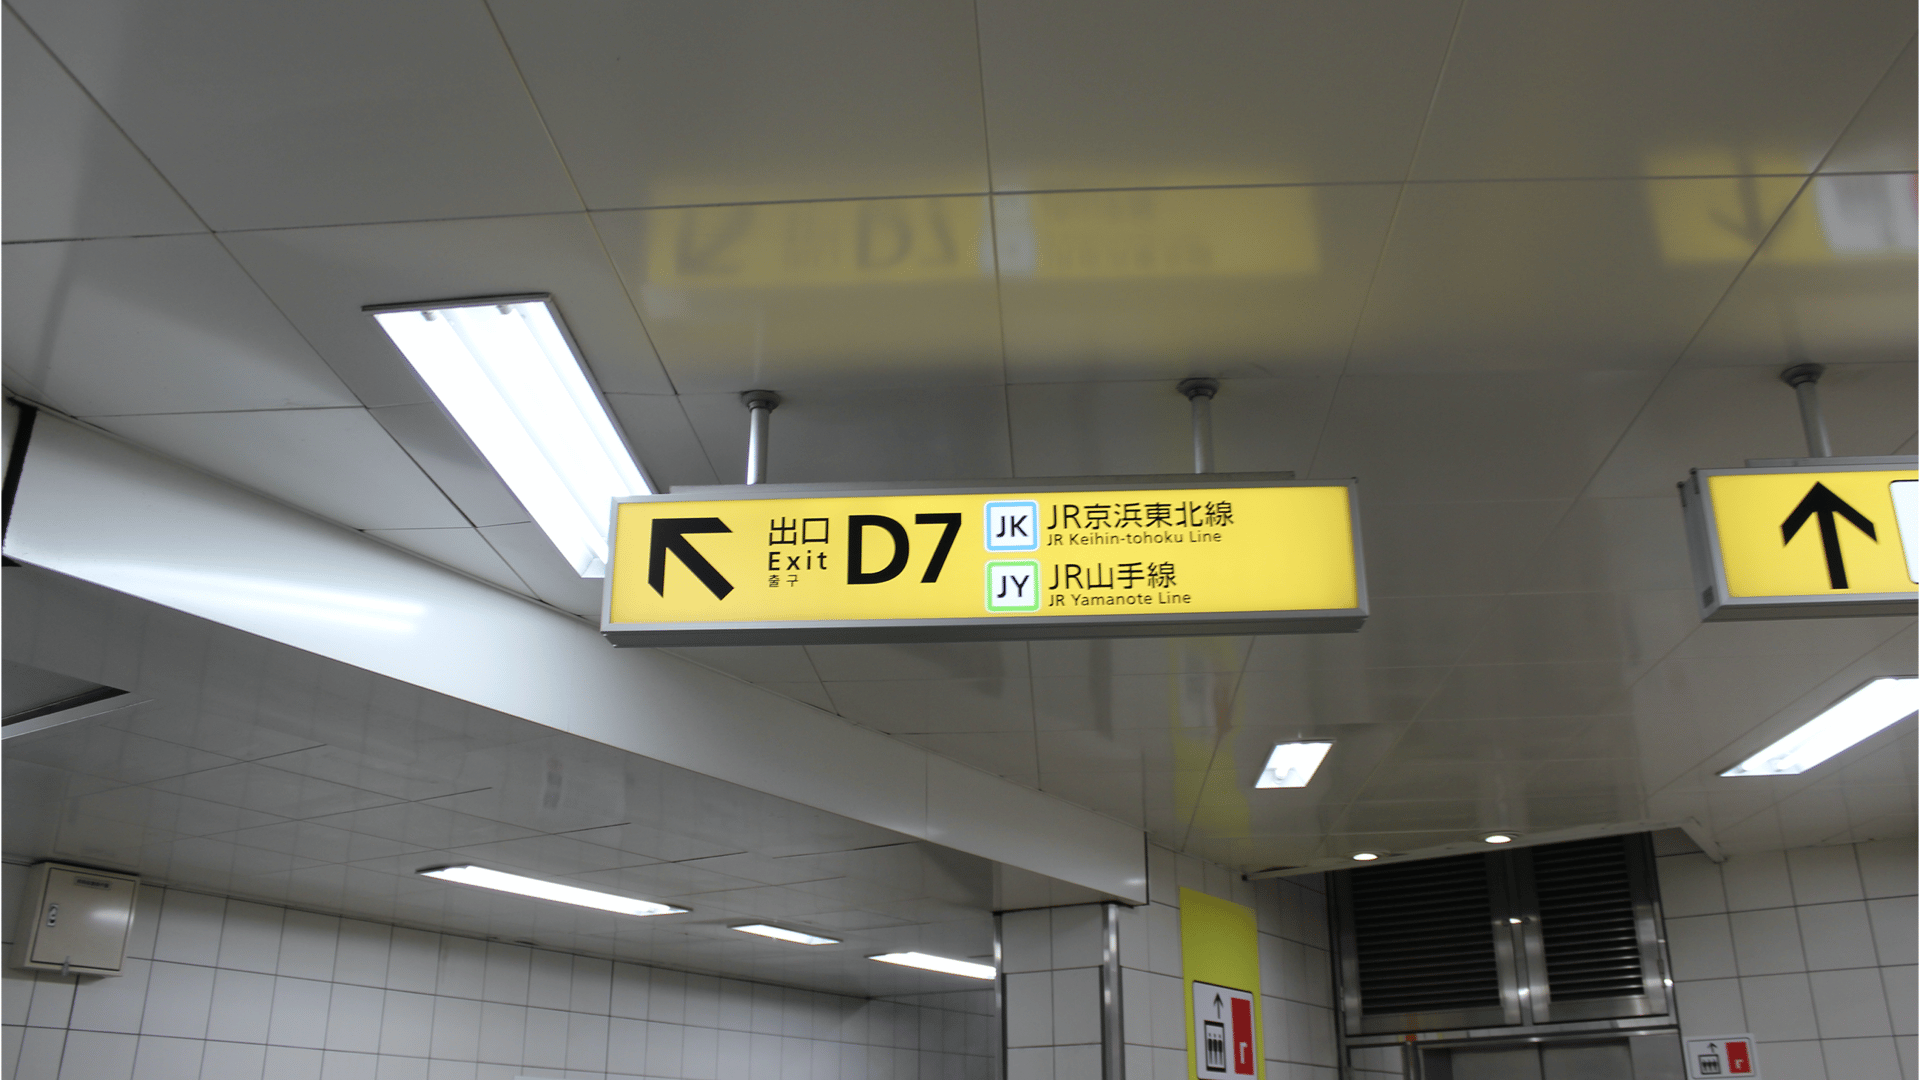 出口
Exit
출구
D7
JK
JR京浜東北線
JR Keihin-tohoku Line
JY
JR山手線
JR Yamanote Line